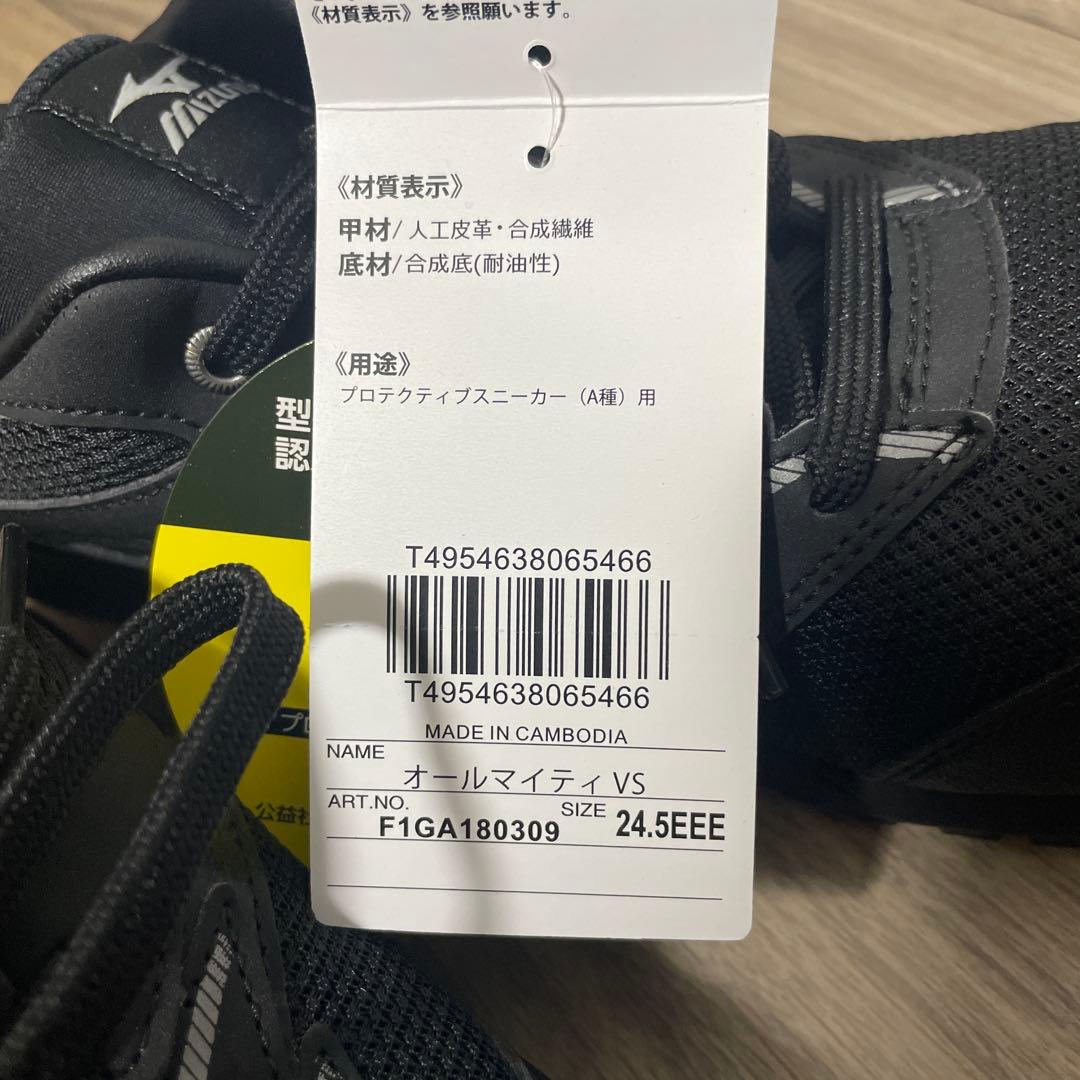 《材質表示》を参照願います。
MIZUNO
《材質表示》
甲材/人工皮革・合成繊維
底材/合成底(耐油性)
《用途》
プロテクティブスニーカー（A種）用
型
認
T4954638065466
T4954638065466
MADE IN CAMBODIA
NAME
オールマイティ VS
ART.NO.
F1GA180309
SIZE
24.5EEE
プロ
公益社